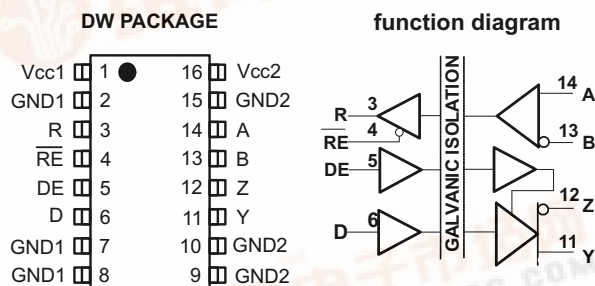 DW PACKAGE
Vcc1 1 16 Vcc2
GND1 2 15 GND2
R 3 14 A
RE 4 13 B
DE 5 12 Z
D 6 11 Y
GND1 7 10 GND2
GND1 8 9 GND2
function diagram
GALVANIC ISOLATION
R 3
RE 4
DE 5
D 6
14 A
13 B
12 Z
11 Y